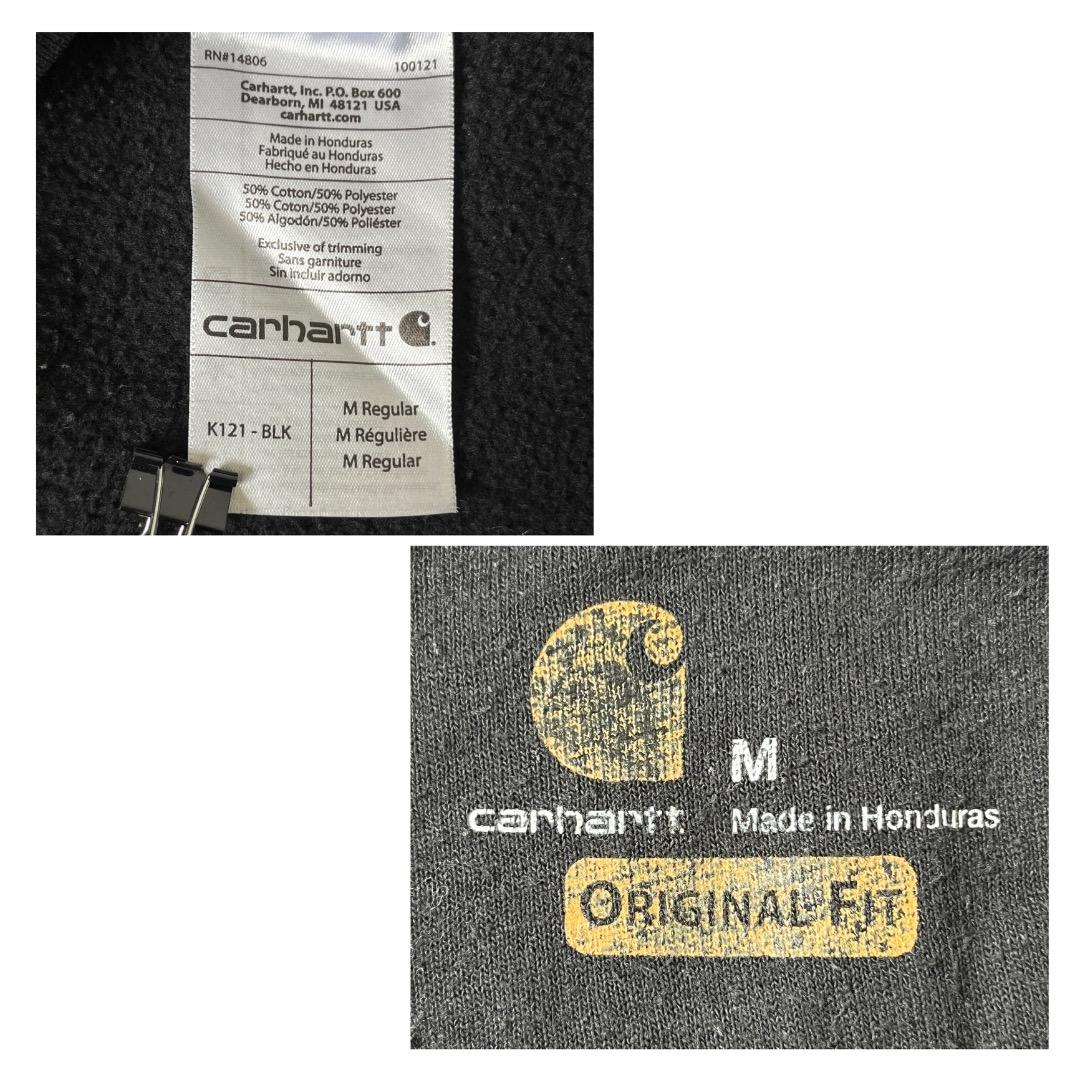 RN#14806 100121
Carhartt, Inc. P.O. Box 600
Dearborn, MI 48121 USA
carhartt.com
Made in Honduras
Fabriqué au Honduras
Hecho en Honduras
50% Cotton/50% Polyester
50% Coton/50% Polyester
50% Algodón/50% Poliéster
Exclusive of trimming
Sans garniture
Sin incluir adorno
carhartt
K121 - BLK
M Regular
M Régulière
M Regular
M
carhartt Made in Honduras
ORIGINAL FIT